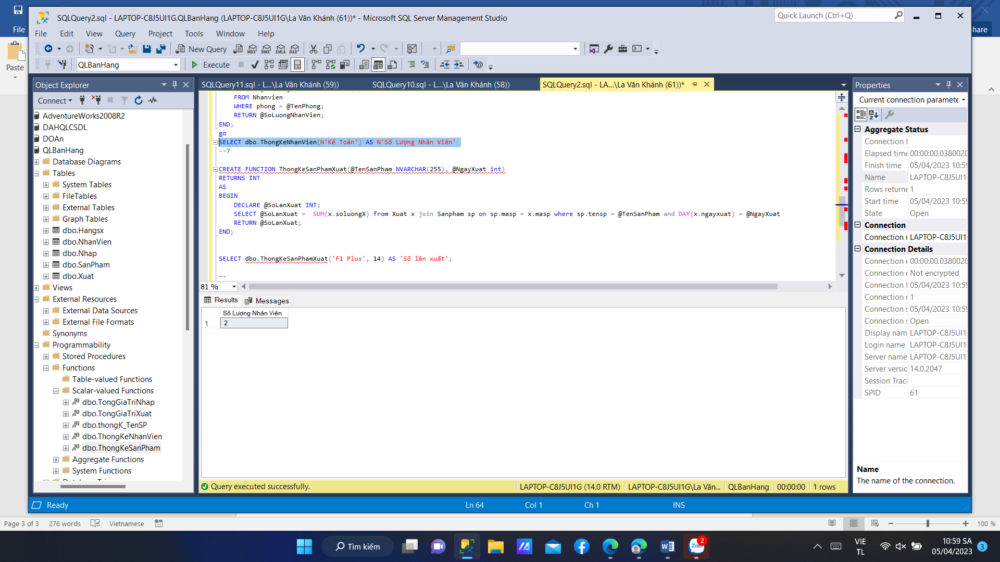 SQLQuery2.sql - LAPTOP-C8J5UI1G.QLBanHang (LAPTOP-C8J5UI1G\La Văn Khánh (61))* - Microsoft SQL Server Management Studio
Quick Launch (Ctrl+Q)
File
File Edit View Query Project Tools Window Help
New Query
MDX DMX XMLA DAX
Paste
QLBanHang
Execute
Object Explorer
SQLQuery11.sql - L...\La Văn Khánh (59))
SQLQuery10.sql - L...\La Văn Khánh (58))
SQLQuery2.sql - LA...\La Văn Khánh (61))*
Properties
Connect
AdventureWorks2008R2
DAHQLCSDL
DOAn
QLBanHang
Database Diagrams
Tables
System Tables
FileTables
External Tables
Graph Tables
dbo.Hangsx
dbo.NhanVien
dbo.Nhap
dbo.SanPham
dbo.Xuat
Views
External Resources
External Data Sources
External File Formats
Synonyms
Programmability
Stored Procedures
Functions
Table-valued Functions
Scalar-valued Functions
dbo.TongGiaTriNhap
dbo.TongGiaTriXuat
dbo.thongK_TenSP
dbo.ThongKeNhanVien
dbo.ThongKeSanPham
Aggregate Functions
System Functions
FROM Nhanvien
WHERE phong = @TenPhong;
RETURN @SoLuongNhanVien;
END;
go
SELECT dbo.ThongKeNhanVien(N'Kế Toán') AS N'Số Lượng Nhân Viên'
--7
CREATE FUNCTION ThongKeSanPhamXuat(@TenSanPham NVARCHAR(255), @NgayXuat int)
RETURNS INT
AS
BEGIN
DECLARE @SoLanXuat INT;
SELECT @SoLanXuat = SUM(x.soluongX) from Xuat x join Sanpham sp on sp.masp = x.masp where sp.tensp = @TenSanPham and DAY(x.ngayxuat) = @NgayXuat
RETURN @SoLanXuat;
END;
SELECT dbo.ThongKeSanPhamXuat('F1 Plus', 14) AS 'Số lần xuất';
--
81 %
Results Messages
Số Lượng Nhân Viên
1 2
Query executed successfully.
LAPTOP-C8J5UI1G (14.0 RTM) LAPTOP-C8J5UI1G\La Văn... QLBanHang 00:00:00 1 rows
Current connection paramete
Aggregate Status
Connection f
Elapsed time 00:00:00.0380020
Finish time 05/04/2023 10:59
Name LAPTOP-C8J5UI1
Rows returne 1
Start time 05/04/2023 10:59
State Open
Connection
Connection r LAPTOP-C8J5UI1
Connection Details
Connection e 00:00:00.0380020
Connection e Not encrypted
Connection f 05/04/2023 10:59
Connection r 1
Connection s 05/04/2023 10:59
Connection s Open
Display nam LAPTOP-C8J5UI1
Login name LAPTOP-C8J5UI1
Server name LAPTOP-C8J5UI1
Server versic 14.0.2047
Session Traci
SPID 61
Name
The name of the connection.
Ready Ln 64 Col 1 Ch 1 INS
Page 3 of 3 276 words Vietnamese 100 %
Tìm kiếm
Zalo 2
VIE
TL
10:59 SA
05/04/2023 3